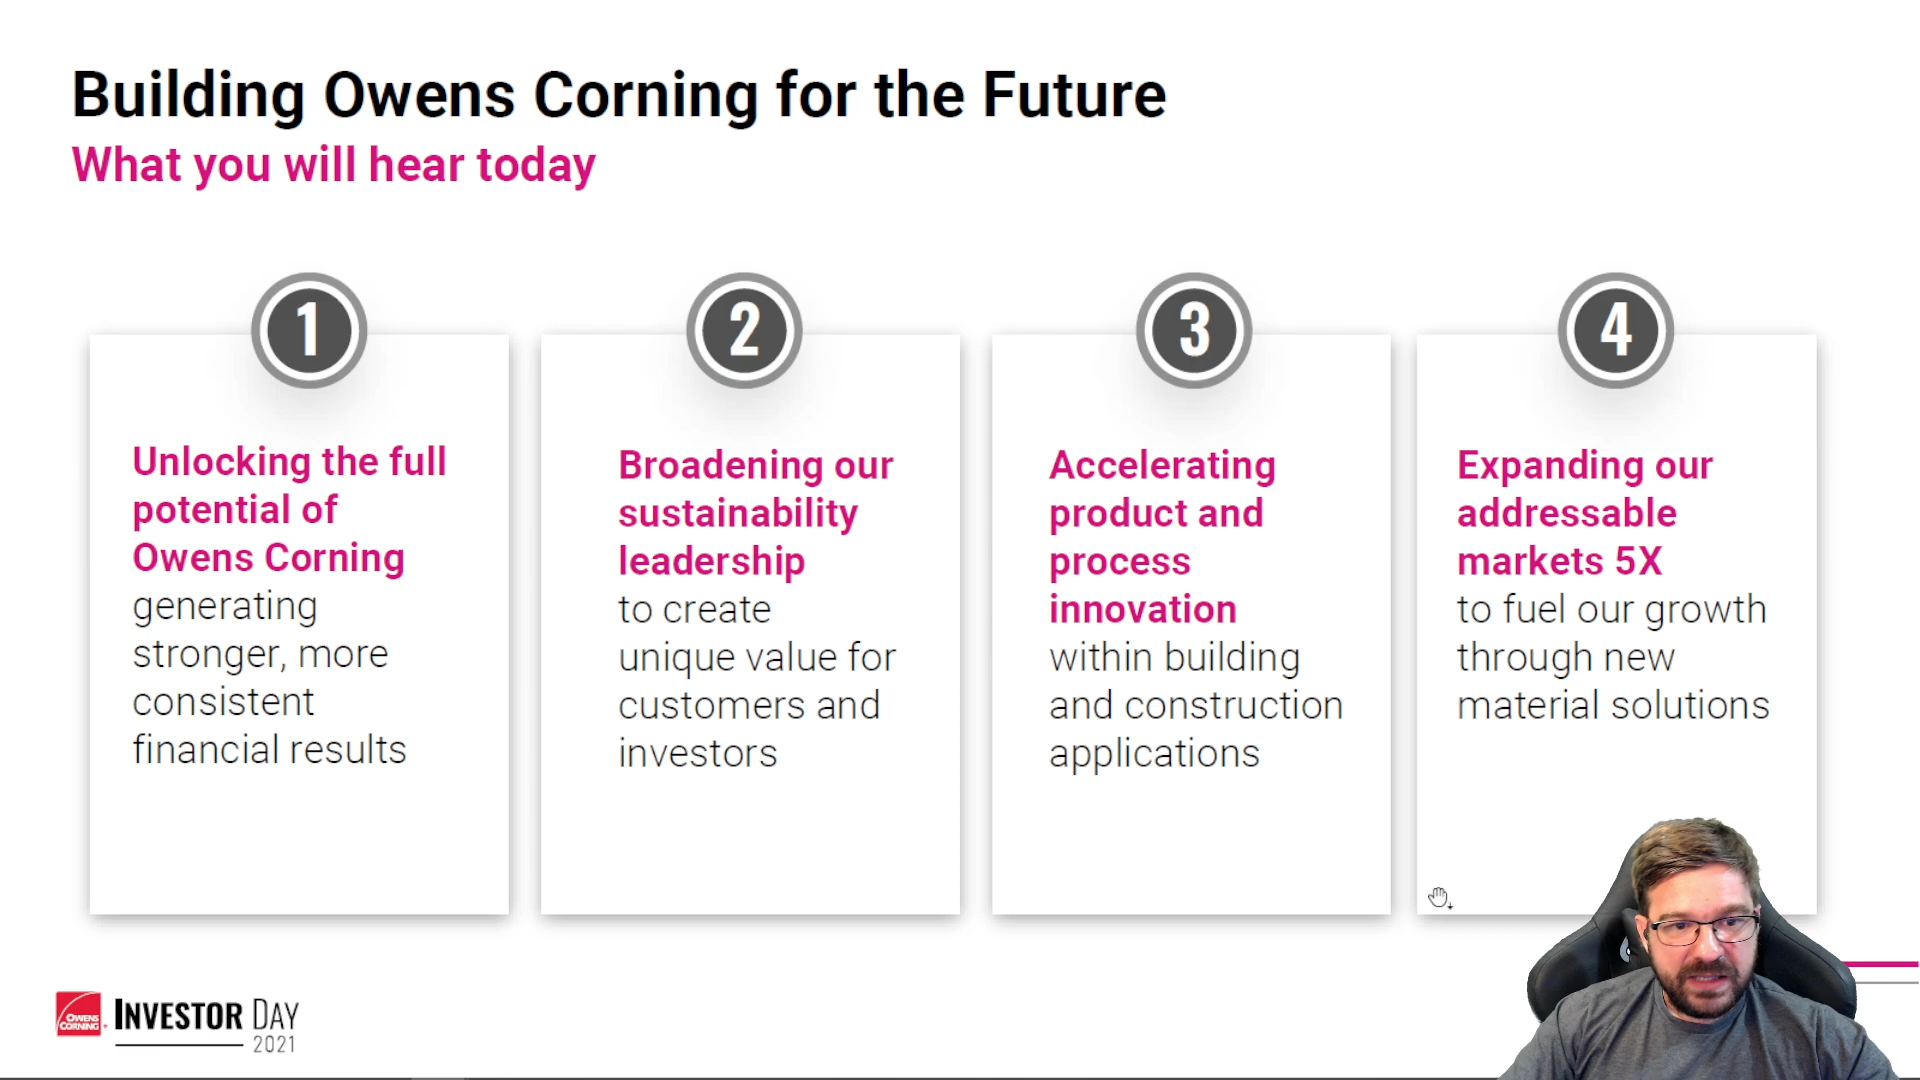 Building Owens Corning for the Future
What you will hear today
1
Unlocking the full
potential of
Owens Corning
generating
stronger, more
consistent
financial results
2
Broadening our
sustainability
leadership
to create
unique value for
customers and
investors
3
Accelerating
product and
process
innovation
within building
and construction
applications
4
Expanding our
addressable
markets 5X
to fuel our growth
through new
material solutions
OWENS
CORNING
INVESTOR DAY
2021